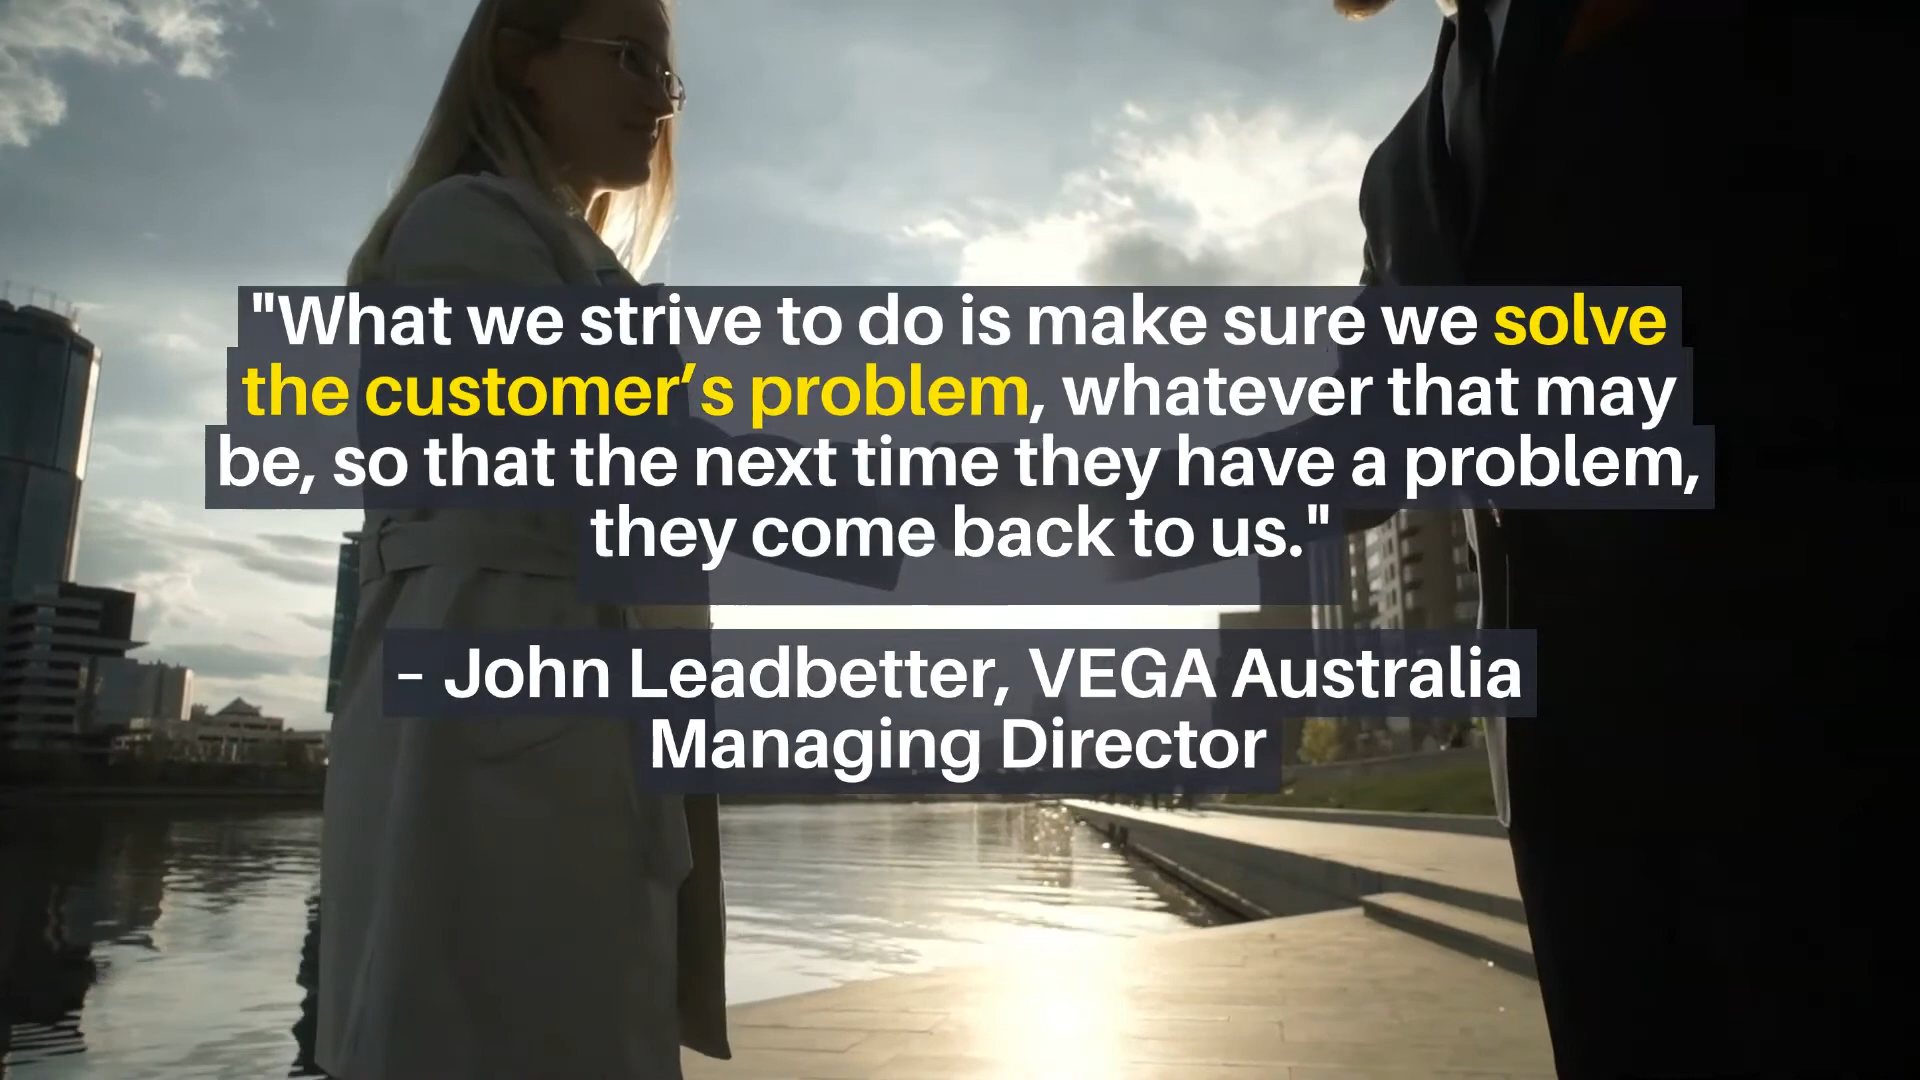 "What we strive to do is make sure we solve
the customer’s problem, whatever that may
be, so that the next time they have a problem,
they come back to us."
– John Leadbetter, VEGA Australia
Managing Director